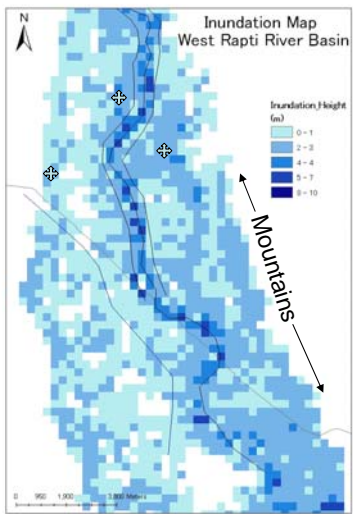 N
Inundation Map
West Rapti River Basin
Inundation_Height
(m)
0 - 1
2 - 3
4 - 4
5 - 7
8 - 10
Mountains
0 950 1,900 3,800 Meters